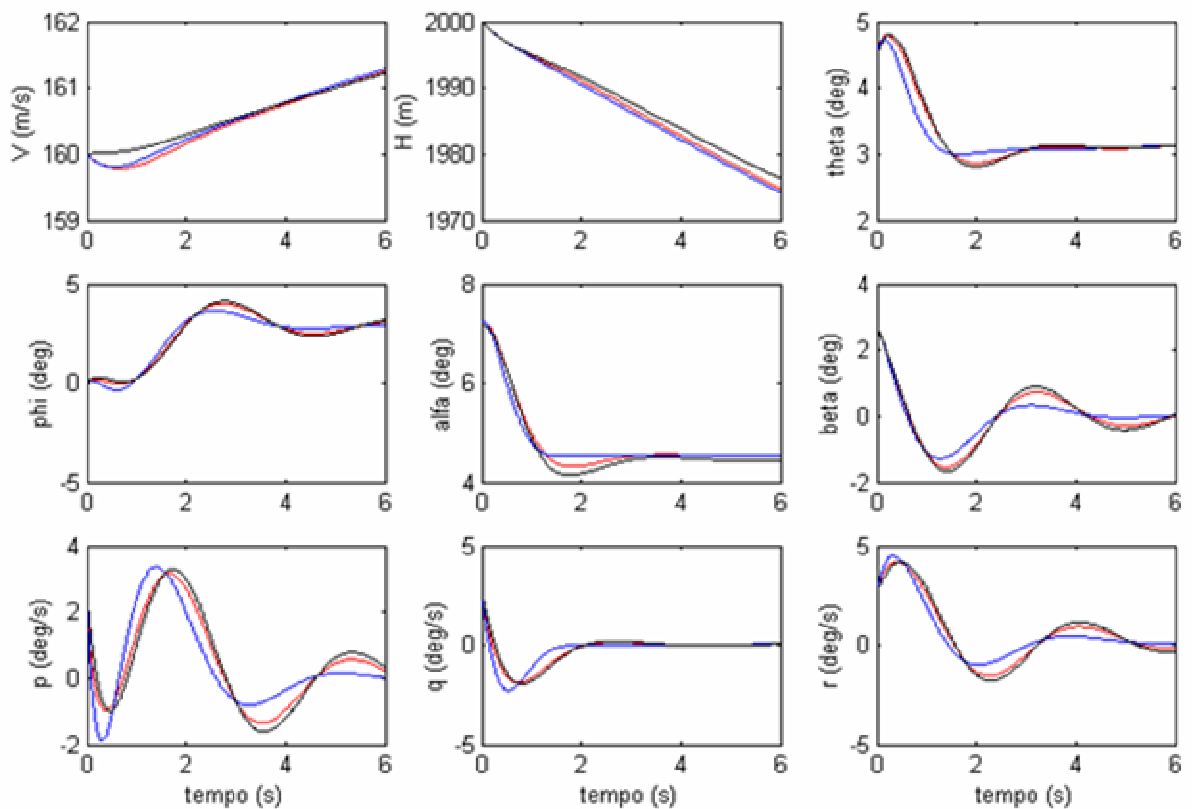 162
161
160
159
V (m/s)
0 2 4 6
2000
1990
1980
1970
H (m)
0 2 4 6
5
4
3
2
theta (deg)
0 2 4 6
5
0
-5
phi (deg)
0 2 4 6
8
6
4
alfa (deg)
0 2 4 6
4
2
0
-2
beta (deg)
0 2 4 6
4
2
0
-2
p (deg/s)
0 2 4 6
tempo (s)
5
0
-5
q (deg/s)
0 2 4 6
tempo (s)
5
0
-5
r (deg/s)
0 2 4 6
tempo (s)